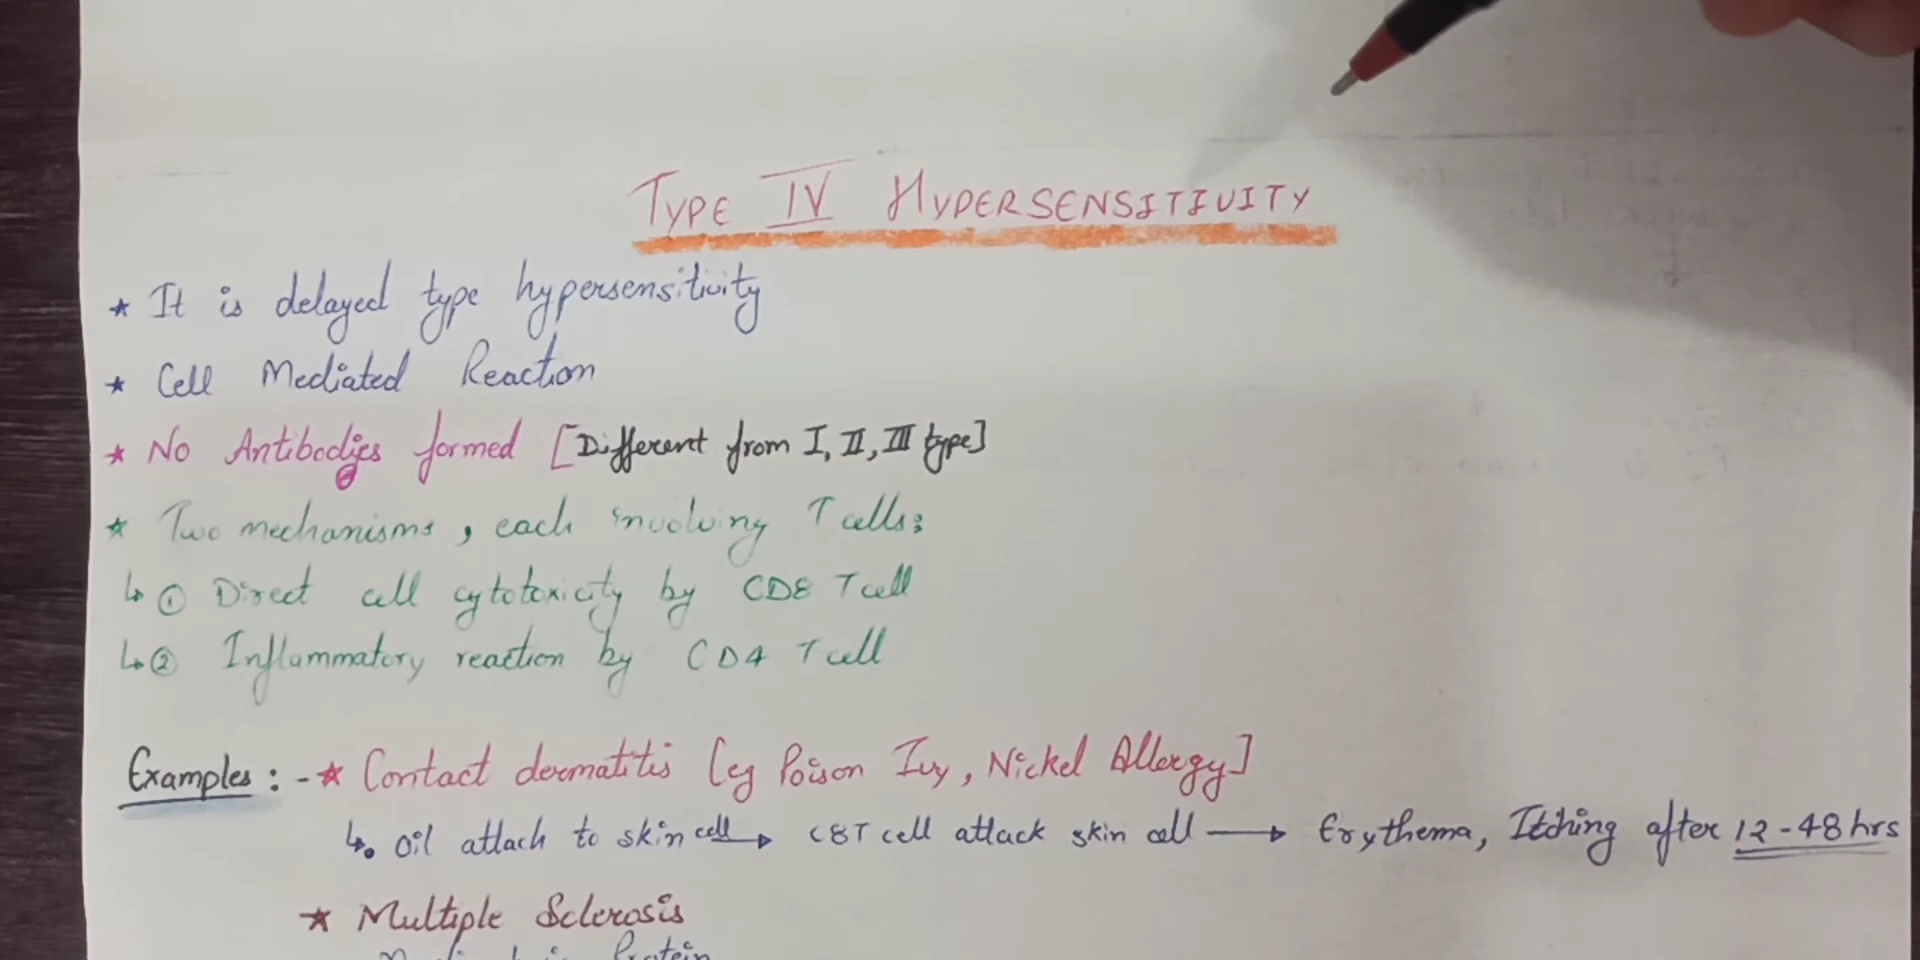 TYPE IV HYPERSENSITIVITY
★ It is delayed type hypersensitivity
★ Cell Mediated Reaction
★ No Antibodies formed [Different from I, II, III type]
★ Two mechanisms, each involving T cells:
↳ ① Direct cell cytotoxicity by CD8 T cell
↳ ② Inflammatory reaction by CD4 T cell
Examples: - ★ Contact dermatitis [eg Poison Ivy, Nickel Allergy]
↳. Oil attach to skin cell → C8T cell attack skin cell → Erythema, Itching after 12-48 hrs
★ Multiple Sclerosis
Protein